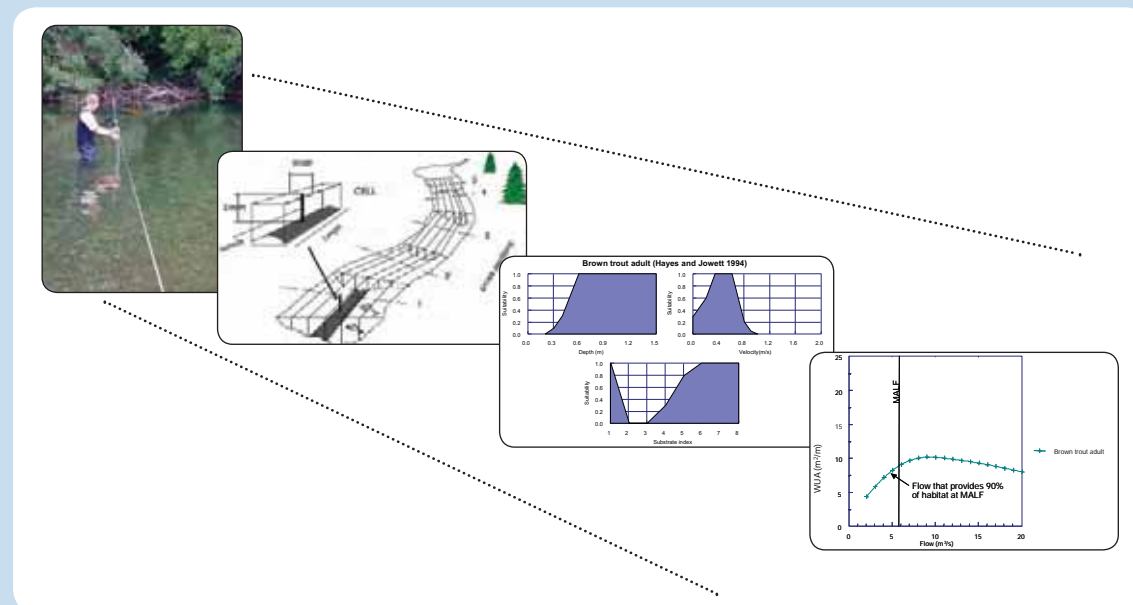 CELL
Brown trout adult (Hayes and Jowett 1994)
Suitability
1.0
0.8
0.6
0.4
0.2
0.0
0.0 0.3 0.6 0.9 1.2 1.5
Depth (m)
Suitability
1.0
0.8
0.6
0.4
0.2
0.0
0.0 0.4 0.8 1.2 1.6 2.0
Velocity(m/s)
Suitability
1.0
0.8
0.6
0.4
0.2
0.0
1 2 3 4 5 6 7 8
Substrate index
WUA (m²/m)
25
20
15
10
5
0
MALF
Flow that provides 90%
of habitat at MALF
0 5 10 15 20
Flow (m³/s)
Brown trout adult